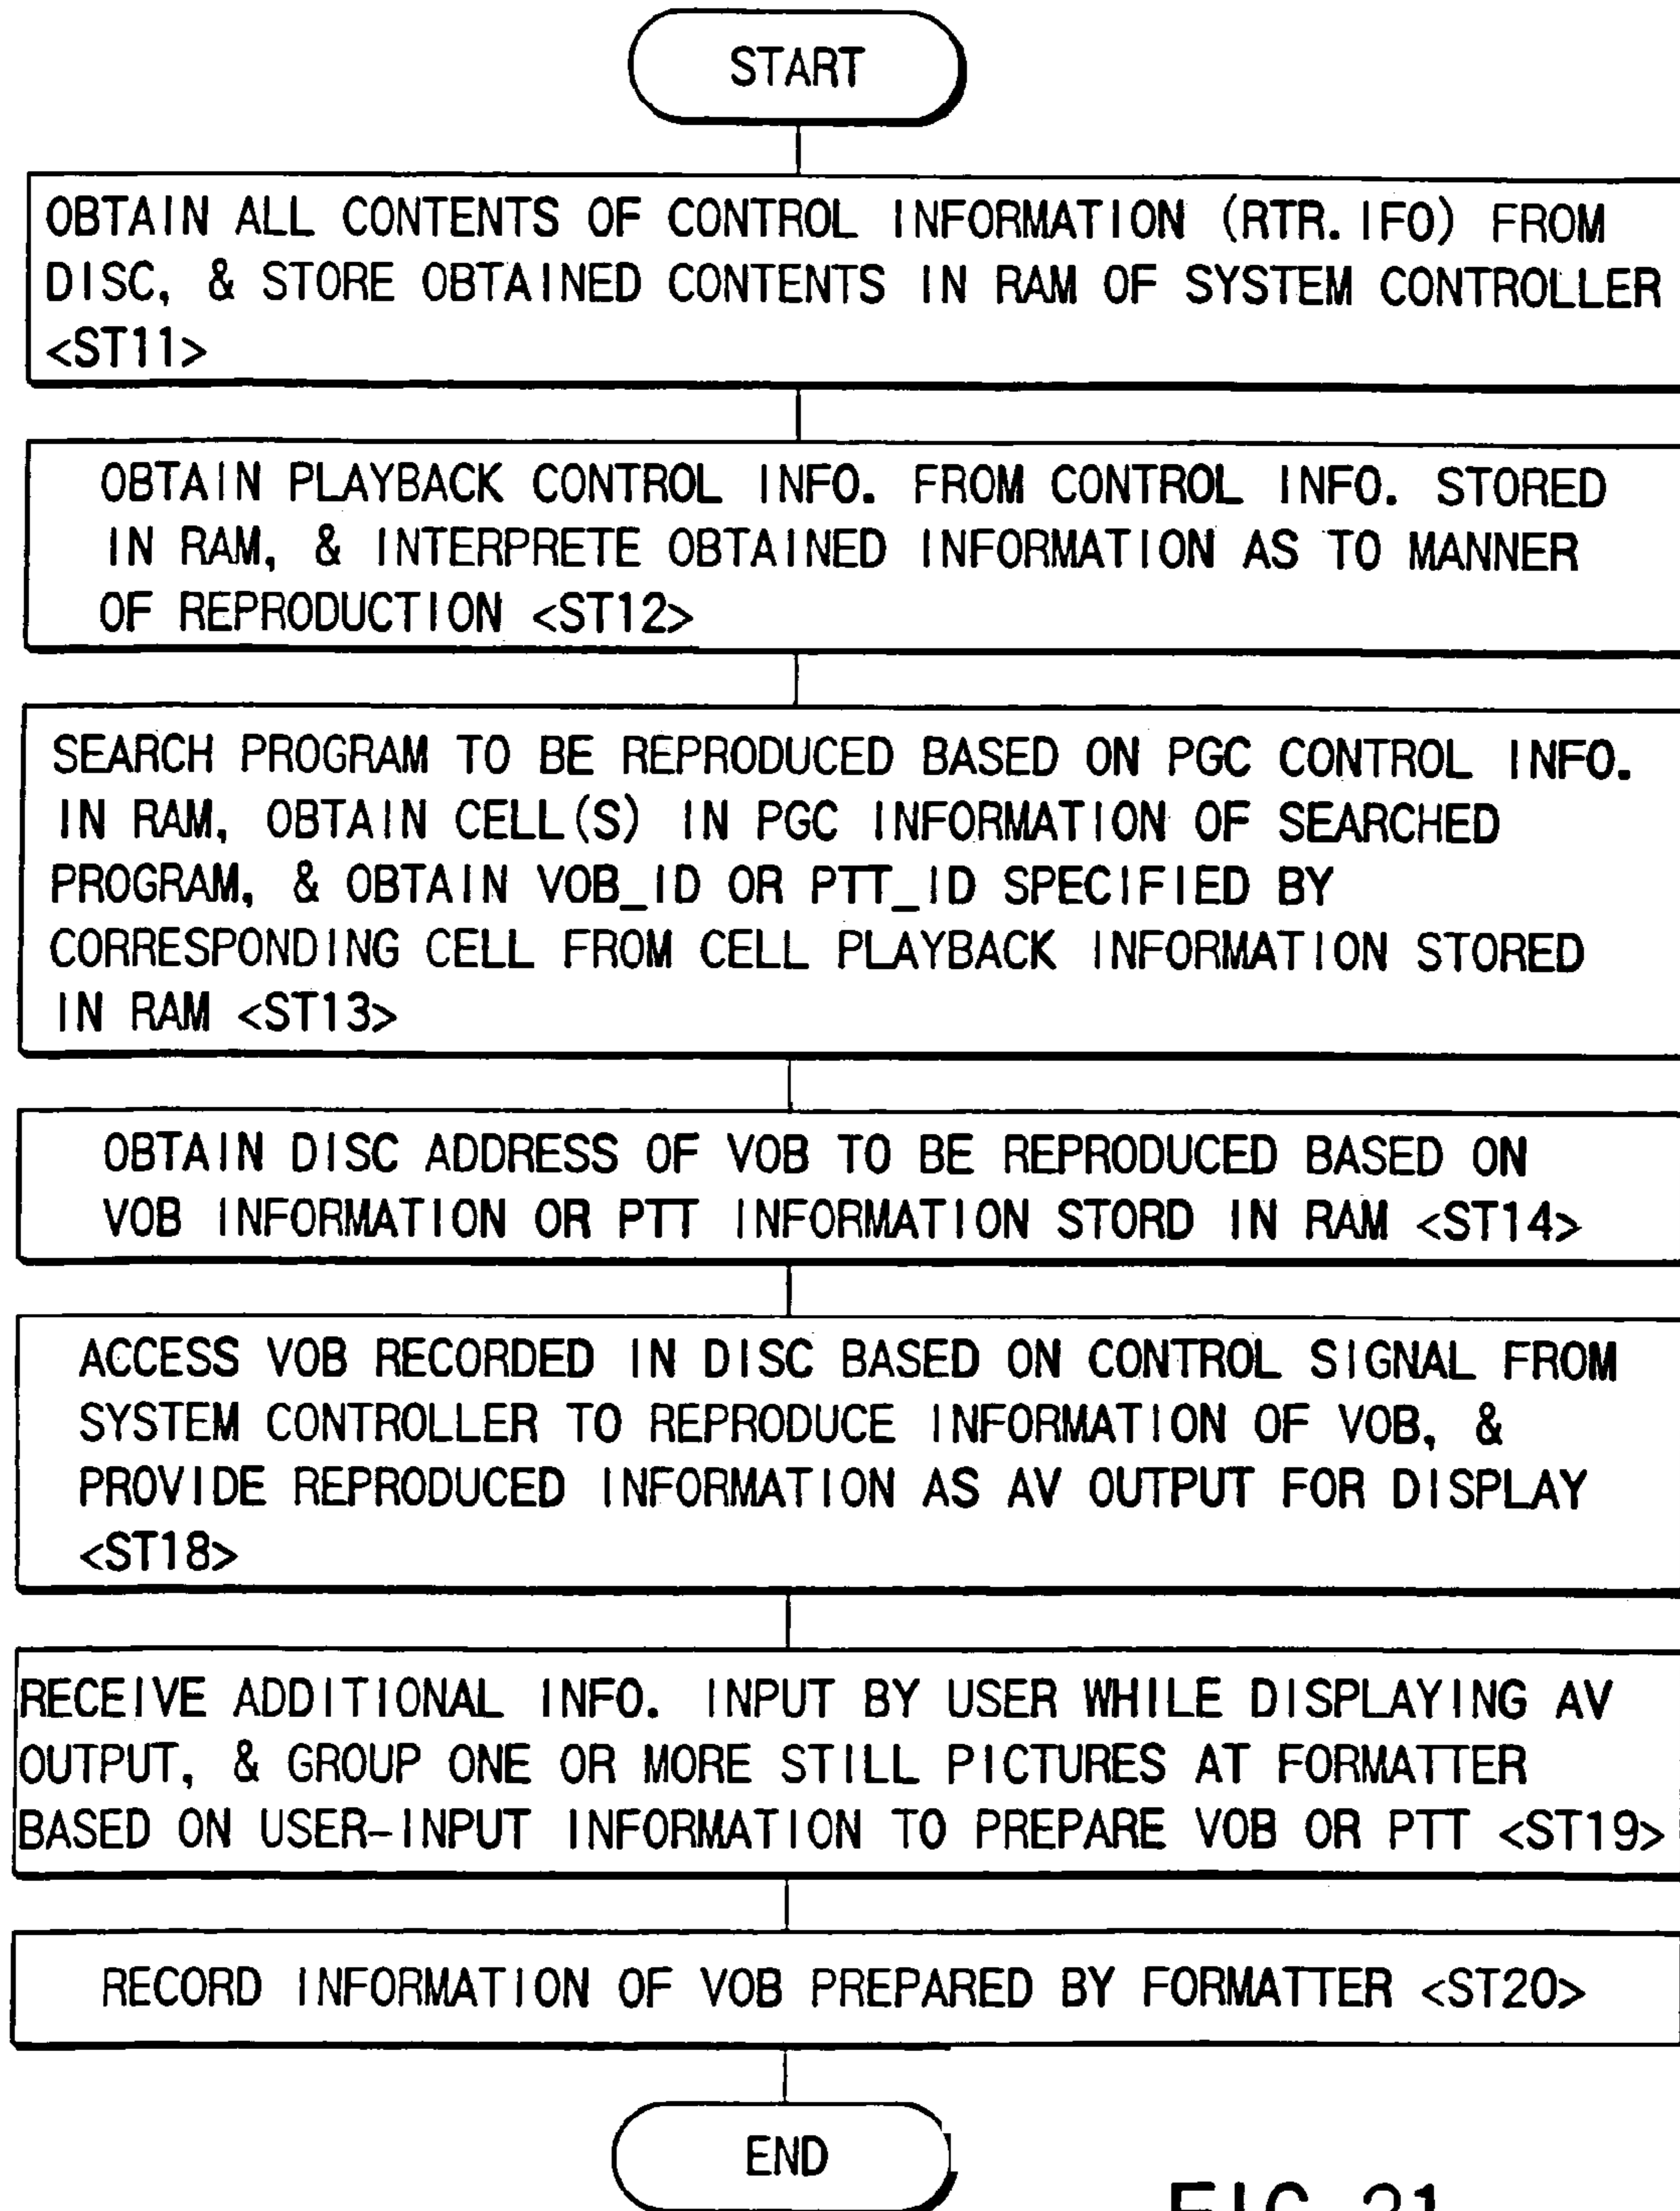 START
OBTAIN ALL CONTENTS OF CONTROL INFORMATION (RTR.IFO) FROM
DISC, & STORE OBTAINED CONTENTS IN RAM OF SYSTEM CONTROLLER
<ST11>
OBTAIN PLAYBACK CONTROL INFO. FROM CONTROL INFO. STORED
IN RAM, & INTERPRETE OBTAINED INFORMATION AS TO MANNER
OF REPRODUCTION <ST12>
SEARCH PROGRAM TO BE REPRODUCED BASED ON PGC CONTROL INFO.
IN RAM, OBTAIN CELL(S) IN PGC INFORMATION OF SEARCHED
PROGRAM, & OBTAIN VOB_ID OR PTT_ID SPECIFIED BY
CORRESPONDING CELL FROM CELL PLAYBACK INFORMATION STORED
IN RAM <ST13>
OBTAIN DISC ADDRESS OF VOB TO BE REPRODUCED BASED ON
VOB INFORMATION OR PTT INFORMATION STORD IN RAM <ST14>
ACCESS VOB RECORDED IN DISC BASED ON CONTROL SIGNAL FROM
SYSTEM CONTROLLER TO REPRODUCE INFORMATION OF VOB, &
PROVIDE REPRODUCED INFORMATION AS AV OUTPUT FOR DISPLAY
<ST18>
RECEIVE ADDITIONAL INFO. INPUT BY USER WHILE DISPLAYING AV
OUTPUT, & GROUP ONE OR MORE STILL PICTURES AT FORMATTER
BASED ON USER-INPUT INFORMATION TO PREPARE VOB OR PTT <ST19>
RECORD INFORMATION OF VOB PREPARED BY FORMATTER <ST20>
END
FIG. 21